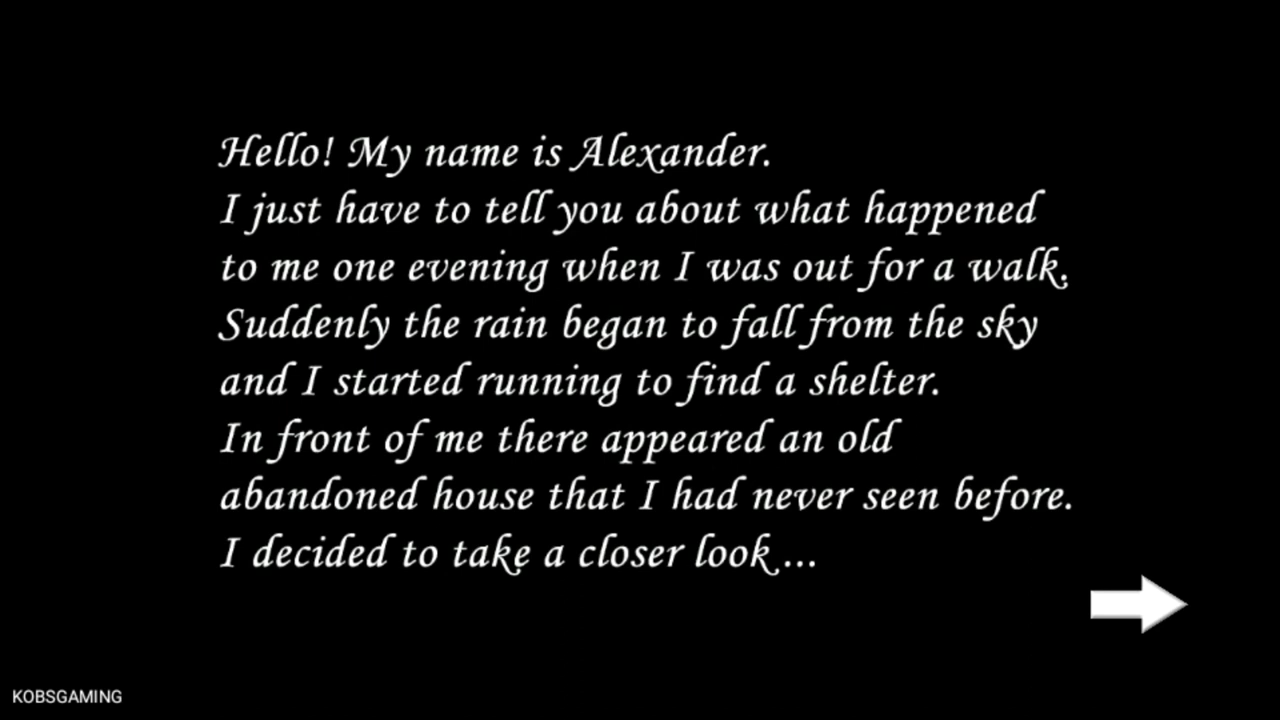 Hello! My name is Alexander.
I just have to tell you about what happened
to me one evening when I was out for a walk.
Suddenly the rain began to fall from the sky
and I started running to find a shelter.
In front of me there appeared an old
abandoned house that I had never seen before.
I decided to take a closer look ...
KOBSGAMING